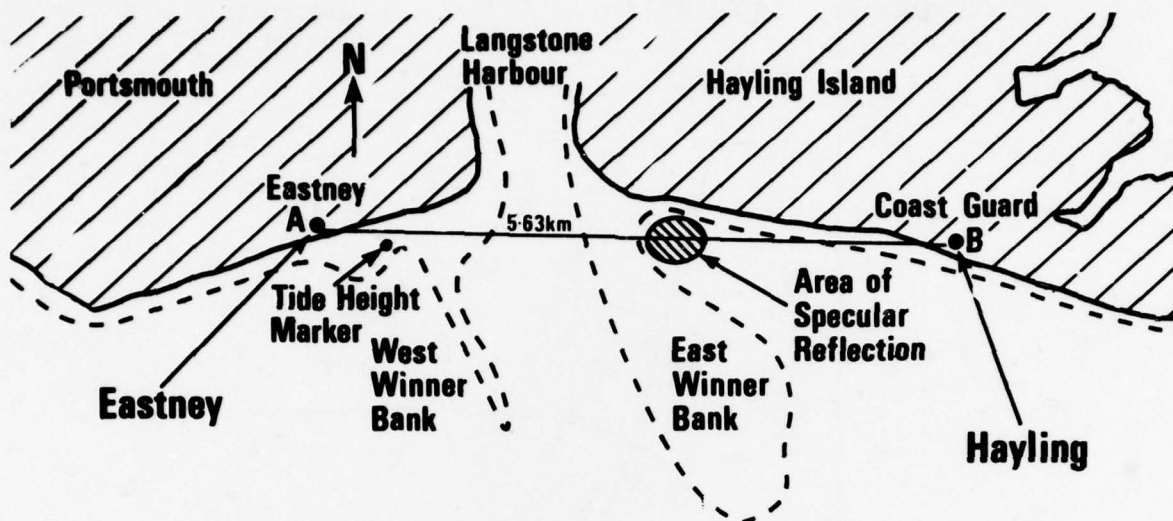 Langstone
Harbour
Portsmouth
N
Hayling Island
Eastney
A
5·63km
Coast Guard
B
Tide Height
Marker
Area of
Specular
Reflection
West
Winner
Bank
East
Winner
Bank
Eastney
Hayling